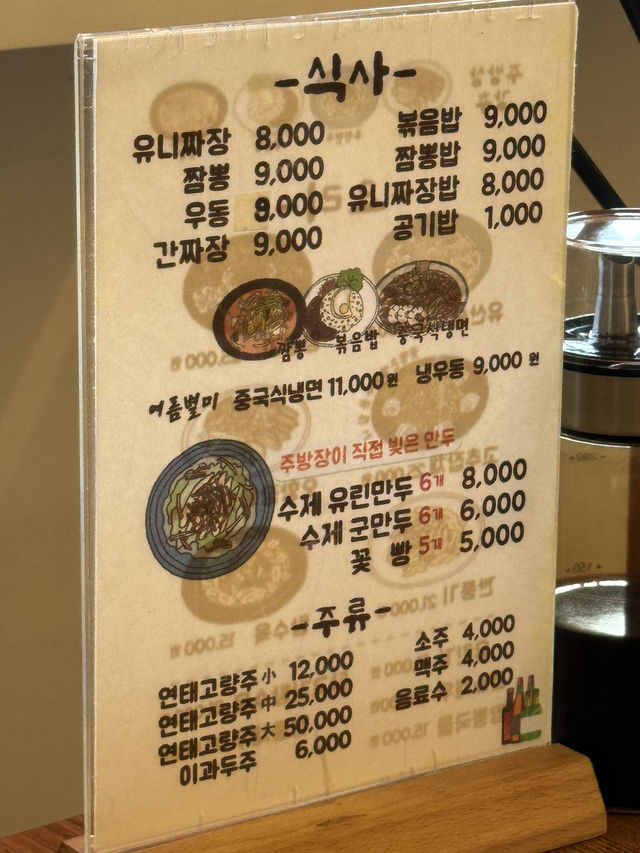 -식사-
유니짜장 8,000
짬뽕 9,000
우동 9,000
간짜장 9,000
볶음밥 9,000
짬뽕밥 9,000
유니짜장밥 8,000
공기밥 1,000
짬뽕 볶음밥 중국식냉면
여름별미 중국식냉면 11,000원 냉우동 9,000원
주방장이 직접 빚은 만두
수제 유린만두 6개 8,000
수제 군만두 6개 6,000
꽃 빵 5개 5,000
-주류-
연태고량주 小 12,000
연태고량주 中 25,000
연태고량주 大 50,000
이과두주 6,000
소주 4,000
맥주 4,000
음료수 2,000